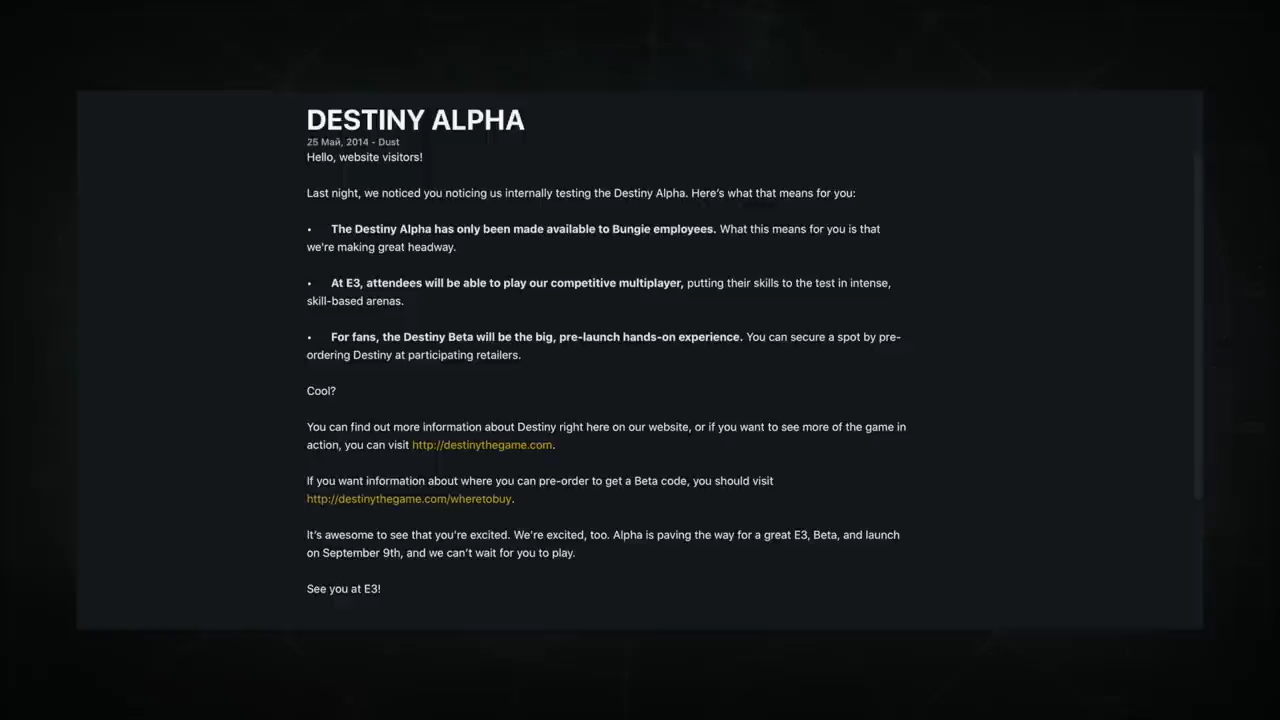 DESTINY ALPHA
25 Май, 2014 - Dust
Hello, website visitors!
Last night, we noticed you noticing us internally testing the Destiny Alpha. Here’s what that means for you:
• The Destiny Alpha has only been made available to Bungie employees. What this means for you is that
we're making great headway.
• At E3, attendees will be able to play our competitive multiplayer, putting their skills to the test in intense,
skill-based arenas.
• For fans, the Destiny Beta will be the big, pre-launch hands-on experience. You can secure a spot by pre-
ordering Destiny at participating retailers.
Cool?
You can find out more information about Destiny right here on our website, or if you want to see more of the game in
action, you can visit http://destinythegame.com.
If you want information about where you can pre-order to get a Beta code, you should visit
http://destinythegame.com/wheretobuy.
It’s awesome to see that you’re excited. We’re excited, too. Alpha is paving the way for a great E3, Beta, and launch
on September 9th, and we can’t wait for you to play.
See you at E3!